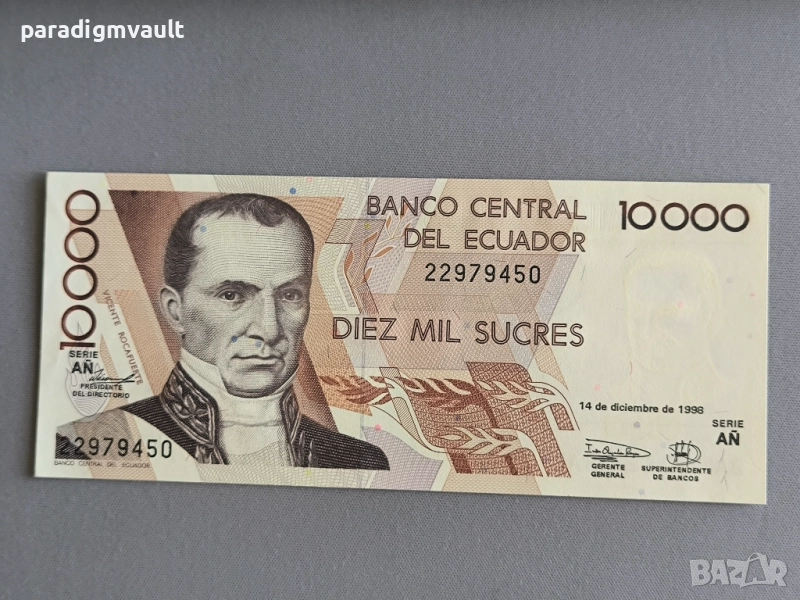 paradigmvault
BANCO CENTRAL
DEL ECUADOR
10000
22979450
DIEZ MIL SUCRES
10000
VICENTE ROCAFUERTE
SERIE
AÑ
PRESIDENTE
DEL DIRECTORIO
22979450
BANCO CENTRAL DEL ECUADOR
14 de diciembre de 1998
SERIE
AÑ
GERENTE
GENERAL
SUPERINTENDENTE
DE BANCOS
BAZAR